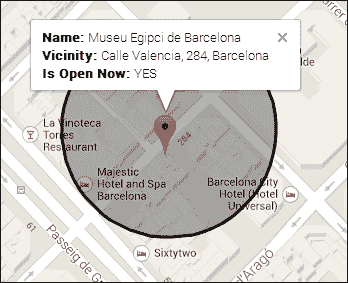 Name: Museu Egipci de Barcelona
Vicinity: Calle Valencia, 284, Barcelona
Is Open Now: YES
La Vinoteca
Torres
Restaurant
284
Majestic
Hotel and Spa
Barcelona
Barcelona City
Hotel (Hotel
Universal)
61
Passeig de G
Sixtytwo
d'Aragó